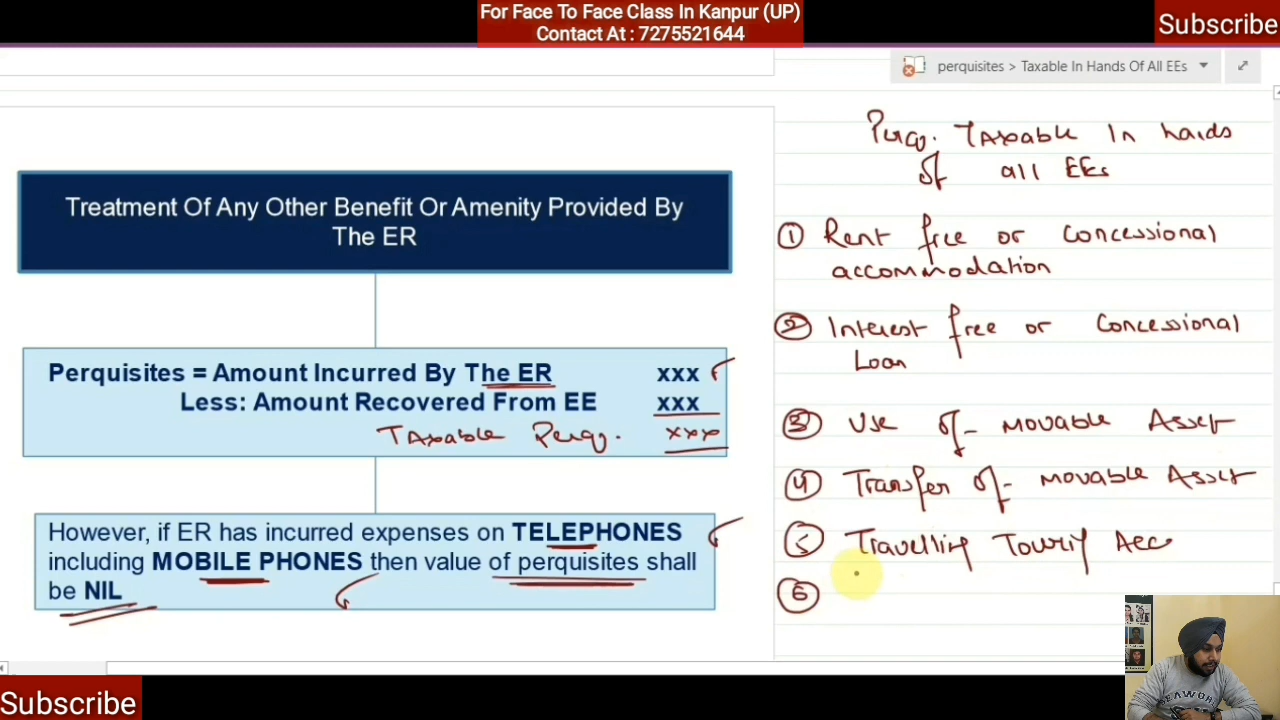 For Face To Face Class In Kanpur (UP)
Contact At : 7275521644
Subscribe
perquisites > Taxable In Hands Of All EEs
Treatment Of Any Other Benefit Or Amenity Provided By
The ER
Perquisites = Amount Incurred By The ER xxx
Less: Amount Recovered From EE xxx
Taxable Perq. xxx
However, if ER has incurred expenses on TELEPHONES
including MOBILE PHONES then value of perquisites shall
be NIL
Perq. Taxable In hands
of all EEs
① Rent free or concessional
accommodation
② Interest free or concessional
Loan
③ Use of movable Asset
④ Transfer of movable Asset
⑤ Travelling Touring Acc
⑥
Subscribe